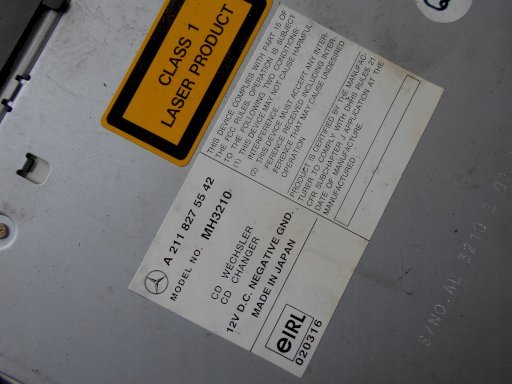 CLASS 1
LASER PRODUCT
THIS DEVICE COMPLIES WITH PART 15 OF
THE FCC RULES. OPERATION IS SUBJECT
TO THE FOLLOWING TWO CONDITIONS:
(1) THIS DEVICE MAY NOT CAUSE HARMFUL
INTERFERENCE.
(2) THIS DEVICE MUST ACCEPT ANY INTER-
FERENCE RECEIVED INCLUDING INTER-
FERENCE THAT MAY CAUSE UNDESIRED
OPERATION
PRODUCT IS CERTIFIED BY THE MANUFAC-
TURER TO COMPLY WITH DHHS RULES 21
CFR SUBCHAPTER J APPLICATION AT THE
DATE OF MANUFACTURE.
MANUFACTURED:
A 211 827 55 42
MODEL NO. MH3210
CD WECHSLER
CD CHANGER
12V D.C. NEGATIVE GND.
MADE IN JAPAN
eIRL
020316
S/NO. AL 3210